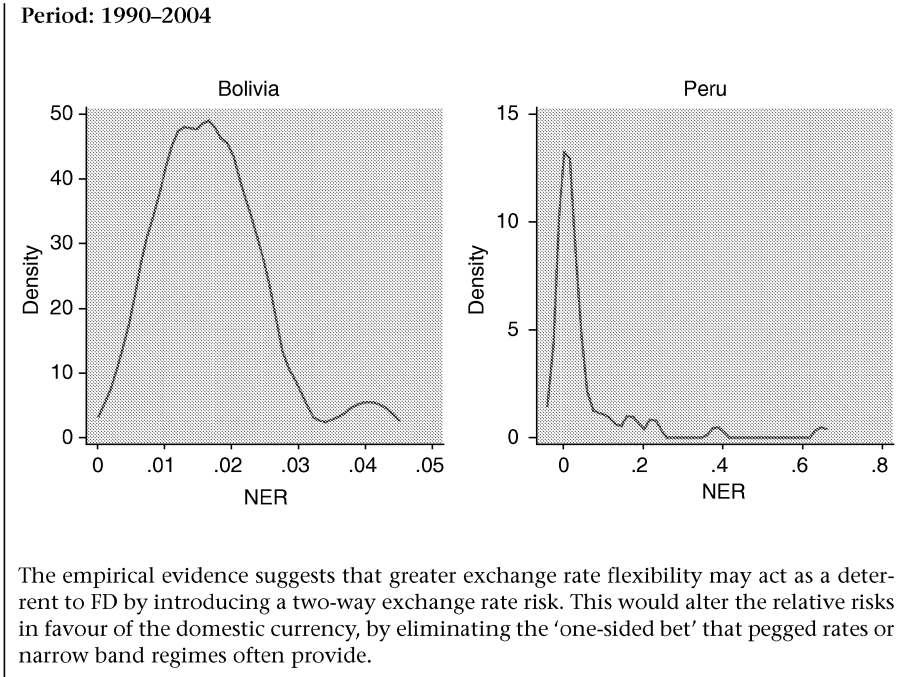 Period: 1990–2004
Bolivia
Peru
50
40
30
20
10
0
Density
0
.01
.02
.03
.04
.05
NER
15
10
5
0
Density
0
.2
.4
.6
.8
NER
The empirical evidence suggests that greater exchange rate flexibility may act as a deter-
rent to FD by introducing a two-way exchange rate risk. This would alter the relative risks
in favour of the domestic currency, by eliminating the ‘one-sided bet’ that pegged rates or
narrow band regimes often provide.